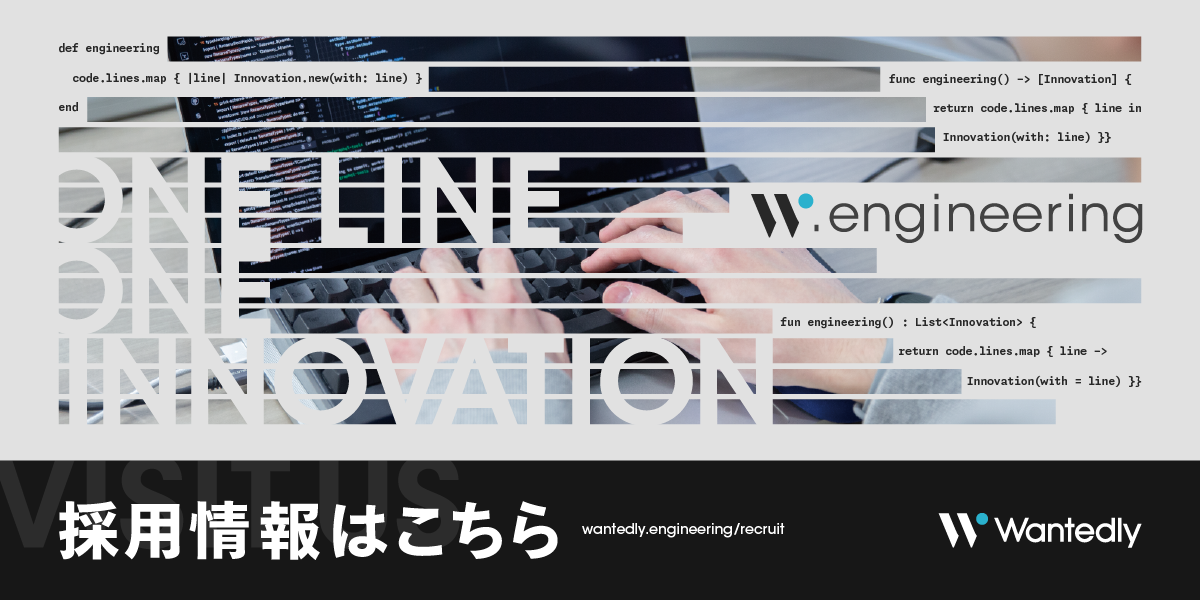 def engineering
code.lines.map { |line| Innovation.new(with: line) }
end
func engineering() -> [Innovation] {
return code.lines.map { line in
Innovation(with: line) }}
ONE LINE
ONE
INNOVATION
W.engineering
fun engineering() : List<Innovation> {
return code.lines.map { line ->
Innovation(with = line) }}
VISIT US
採用情報はこちら
wantedly.engineering/recruit
Wantedly